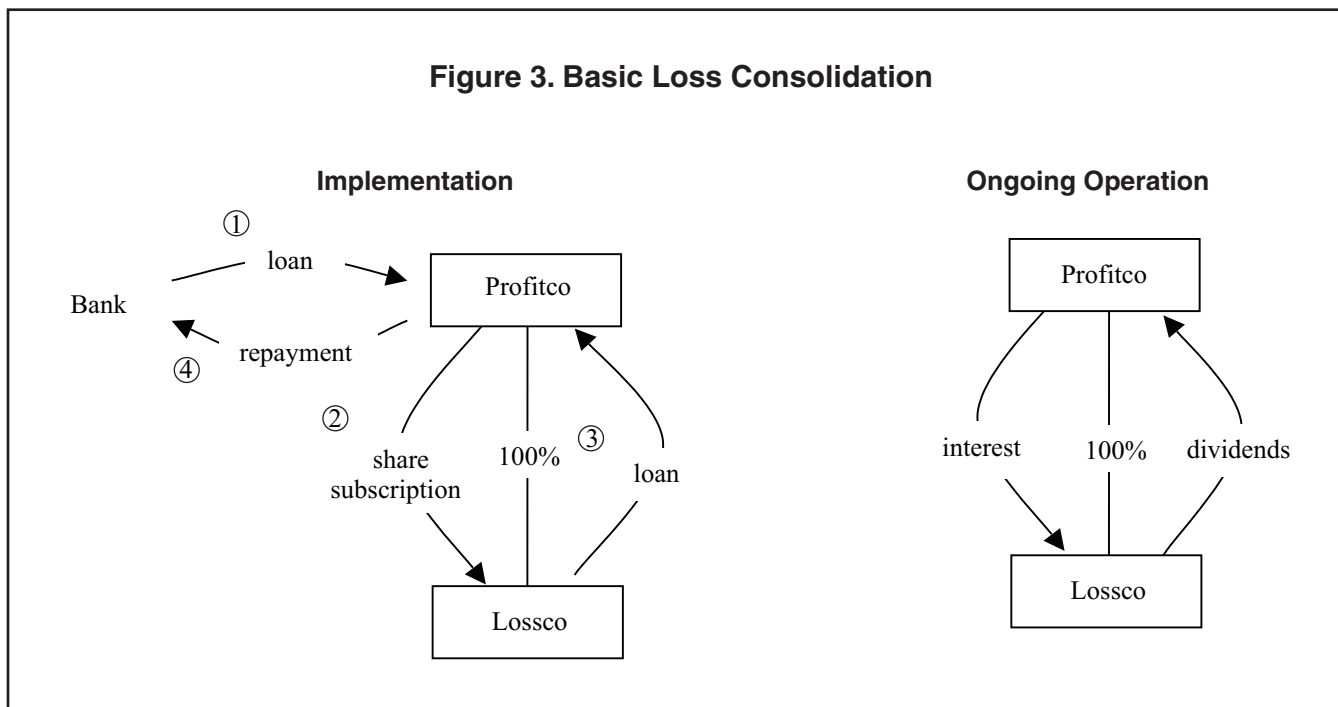 Figure 3. Basic Loss Consolidation
Implementation
①
loan
Bank
Profitco
repayment
④
②
share
subscription
100%
③
loan
Lossco
Ongoing Operation
Profitco
interest
100%
dividends
Lossco